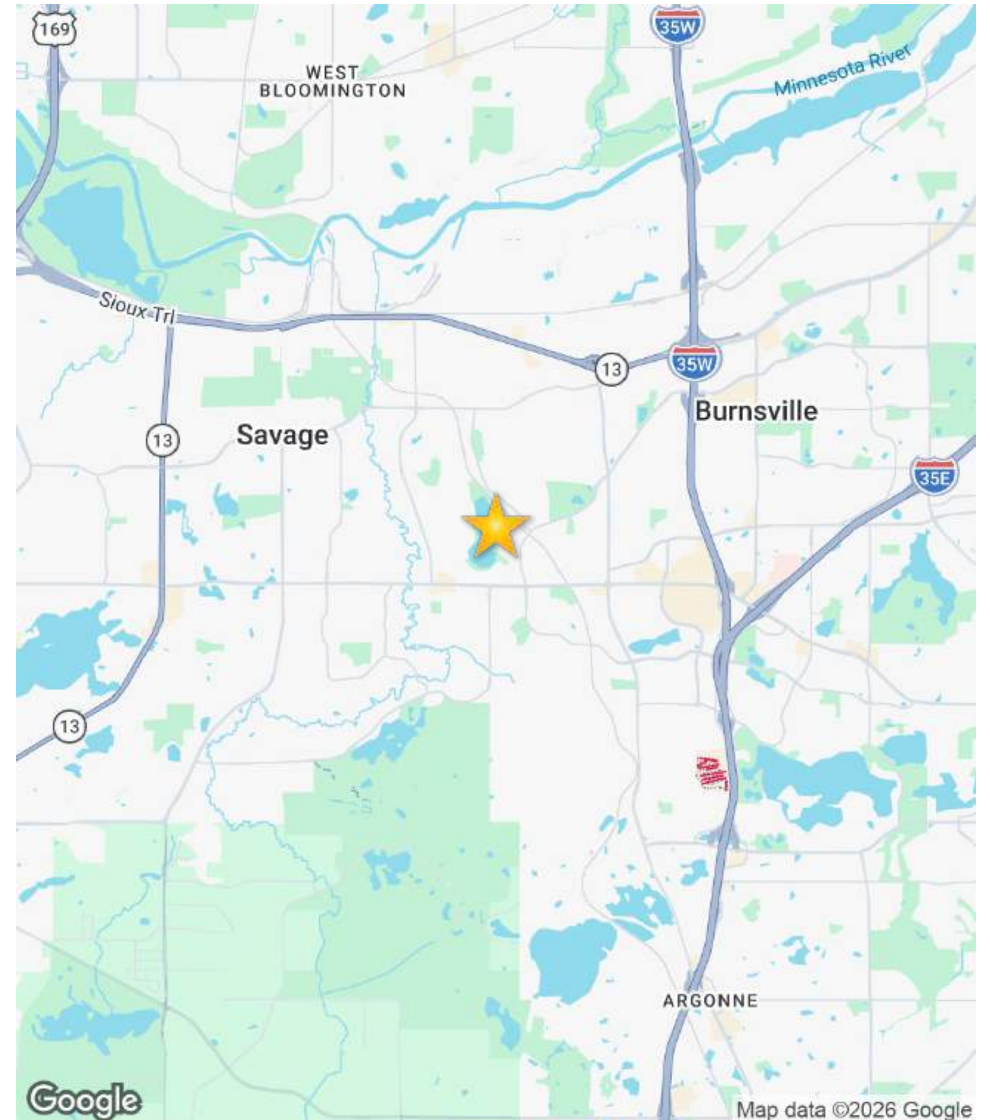 169
35W
WEST
BLOOMINGTON
Minnesota River
Sioux Trl
13
35W
13
Savage
Burnsville
35E
13
ARGONNE
Google
Map data ©2026 Google